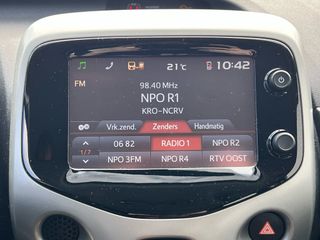 21°C 10:42
FM
98.40 MHz
NPO R1
KRO-NCRV
Vrk.zend. Zenders Handmatig
06 82 RADIO 1 NPO R2
1/7
NPO 3FM NPO R4 RTV OOST